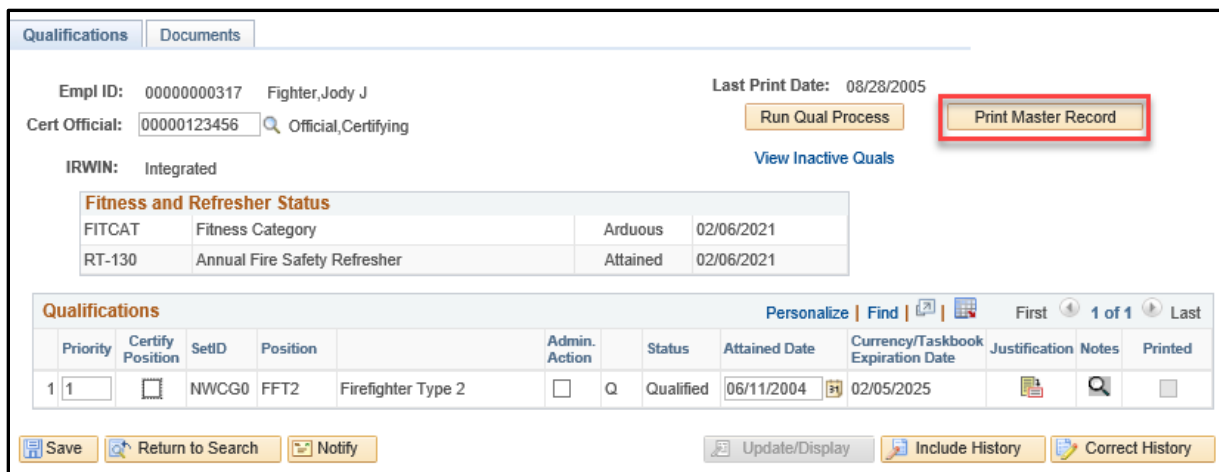 Qualifications Documents
Empl ID: 00000000317 Fighter,Jody J Last Print Date: 08/28/2005
Cert Official: 00000123456 Official,Certifying Run Qual Process Print Master Record
IRWIN: Integrated View Inactive Quals
Fitness and Refresher Status
FITCAT Fitness Category Arduous 02/06/2021
RT-130 Annual Fire Safety Refresher Attained 02/06/2021
Qualifications Personalize | Find | | First 1 of 1 Last
Priority Certify Position SetID Position Admin. Action Status Attained Date Currency/Taskbook Expiration Date Justification Notes Printed
1 1 NWCG0 FFT2 Firefighter Type 2 Q Qualified 06/11/2004 31 02/05/2025
Save Return to Search Notify Update/Display Include History Correct History